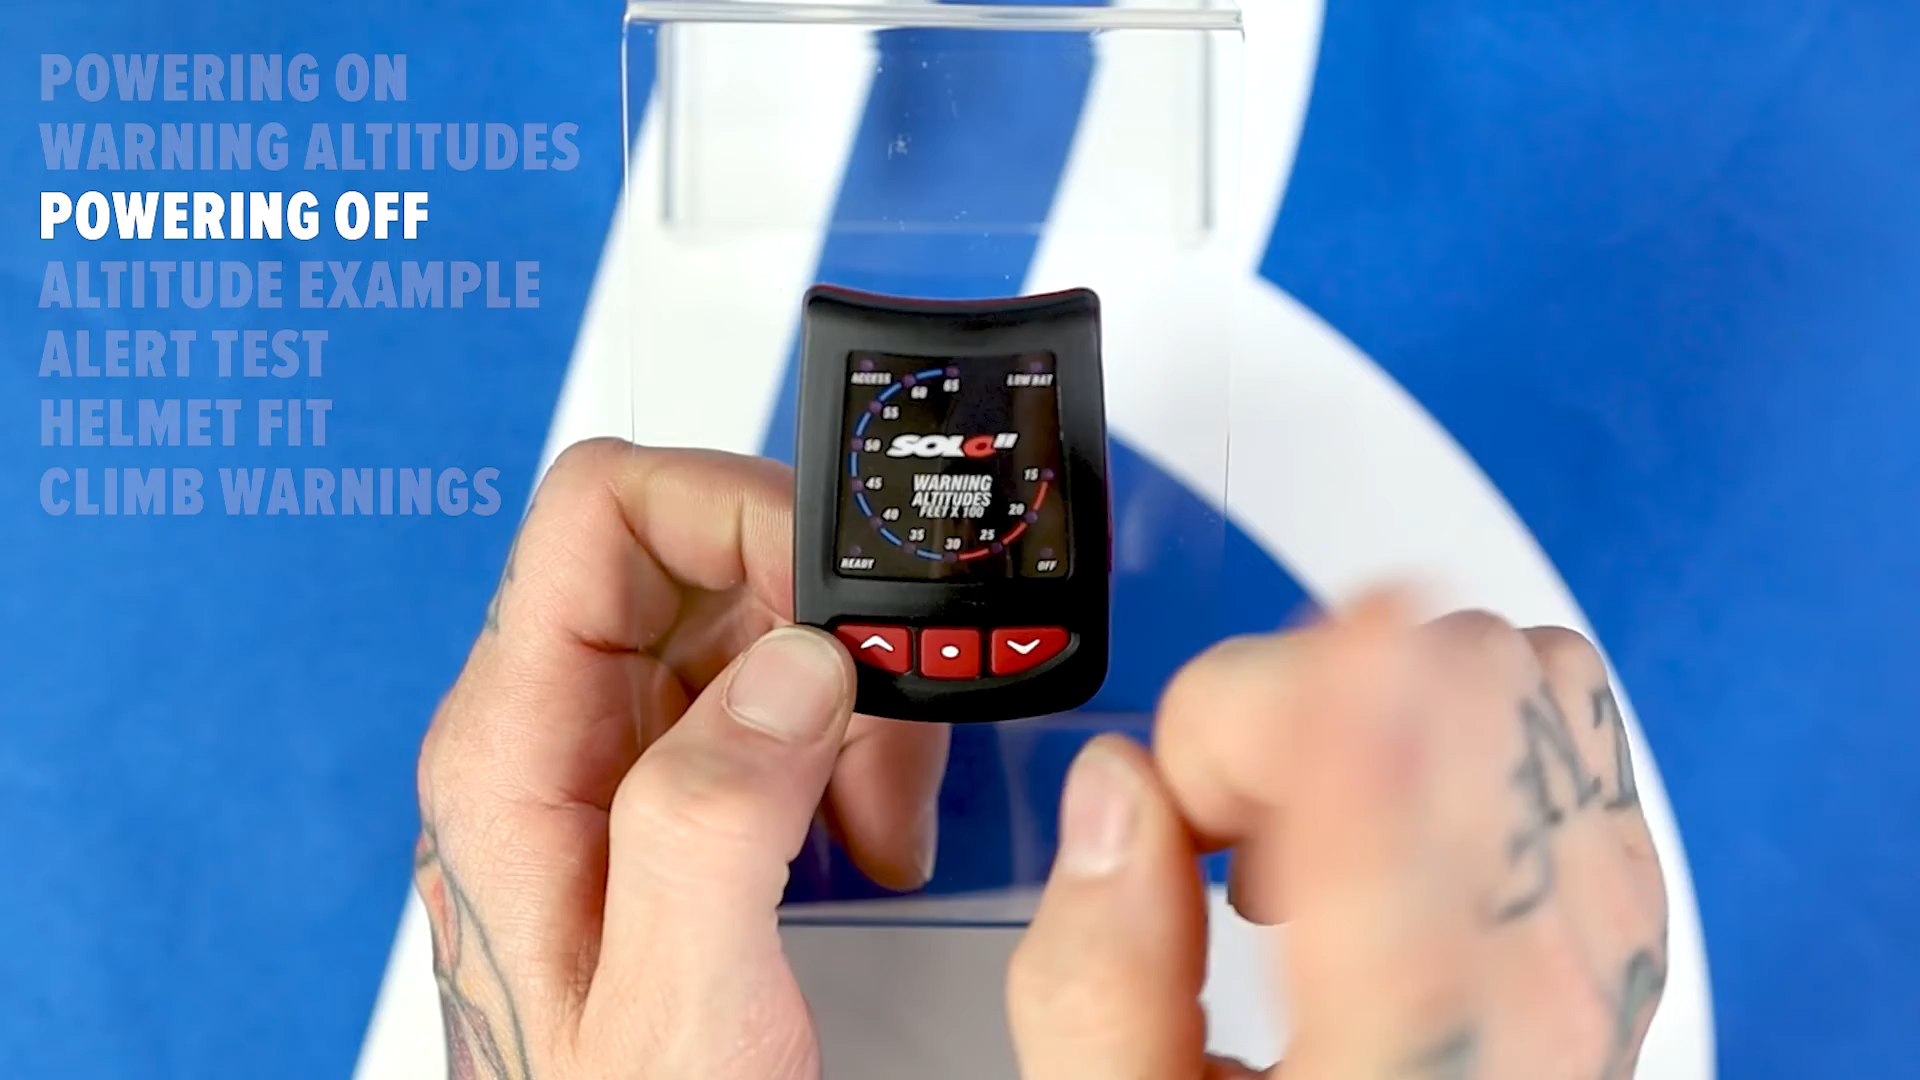 POWERING ON
WARNING ALTITUDES
POWERING OFF
ALTITUDE EXAMPLE
ALERT TEST
HELMET FIT
CLIMB WARNINGS
ACCESS
LOW BAT
65
60
55
50
SOLO II
45
WARNING
ALTITUDES
FEET X 100
15
20
40
35
30
25
READY
OFF